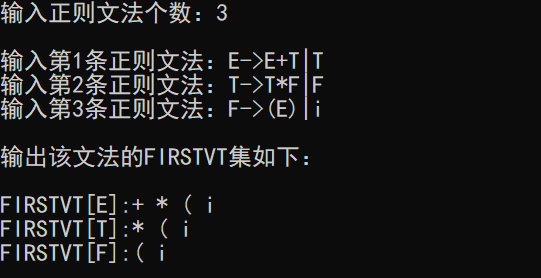 输入正则文法个数：3
输入第1条正则文法：E->E+T|T
输入第2条正则文法：T->T*F|F
输入第3条正则文法：F->(E)|i
输出该文法的FIRSTVT集如下：
FIRSTVT[E]:+ * ( i
FIRSTVT[T]:* ( i
FIRSTVT[F]:( i